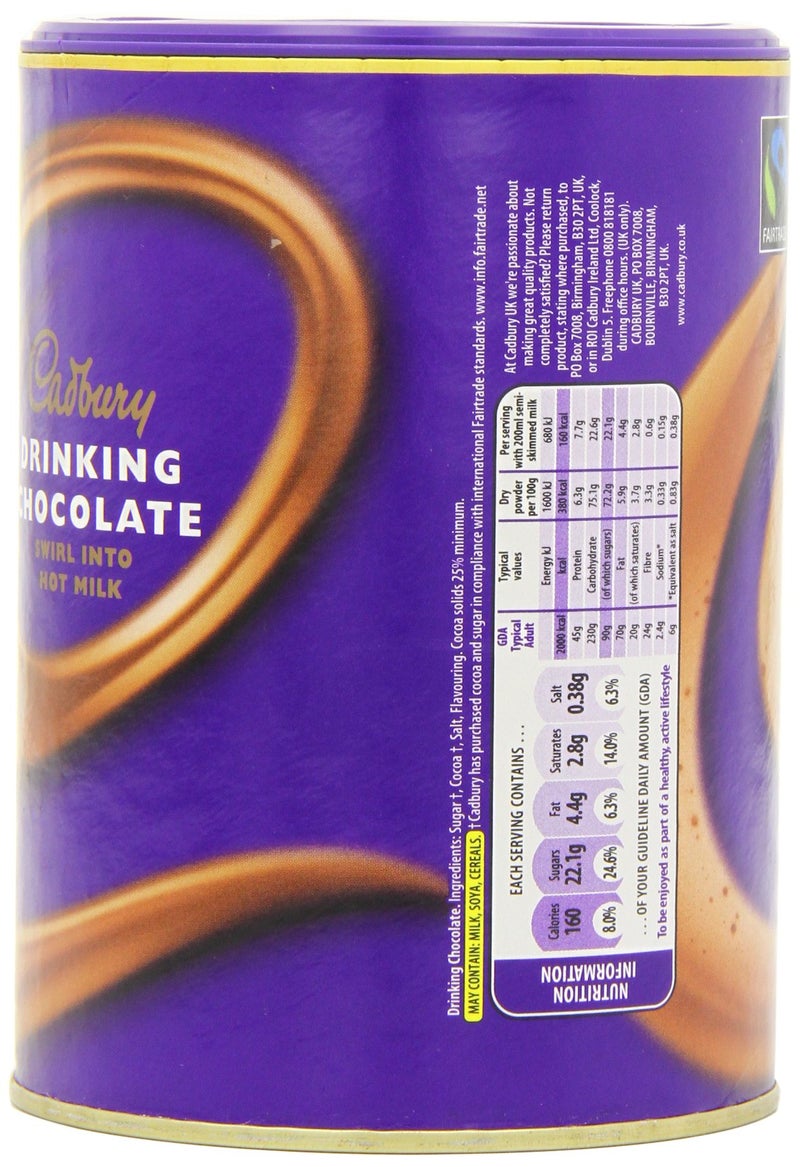 Cadbury
DRINKING
CHOCOLATE
SWIRL INTO
HOT MILK
Drinking Chocolate. Ingredients: Sugar †, Cocoa †, Salt, Flavouring. Cocoa solids 25% minimum.
MAY CONTAIN: MILK, SOYA, CEREALS. † Cadbury has purchased cocoa and sugar in compliance with international Fairtrade standards. www.info.fairtrade.net
NUTRITION
INFORMATION
EACH SERVING CONTAINS ...
Calories Sugars Fat Saturates Salt
160 22.1g 4.4g 2.8g 0.38g
8.0% 24.6% 6.3% 14.0% 6.3%
... OF YOUR GUIDELINE DAILY AMOUNT (GDA)
To be enjoyed as part of a healthy, active lifestyle
GDA Typical Adult Typical values Dry powder per 100g Per serving with 200ml semi-skimmed milk
Energy kJ 1600 kJ 680 kJ
2000 kcal kcal 380 kcal 160 kcal
45g Protein 6.3g 7.7g
230g Carbohydrate 75.1g 22.6g
90g (of which sugars) 72.2g 22.1g
70g Fat 5.9g 4.4g
20g (of which saturates) 3.7g 2.8g
24g Fibre 3.3g 0.6g
2.4g Sodium* 0.33g 0.15g
6g *Equivalent as salt 0.83g 0.38g
At Cadbury UK we're passionate about
making great quality products. Not
completely satisfied? Please return
product, stating where purchased, to
PO Box 7008, Birmingham, B30 2PT, UK,
or in ROI Cadbury Ireland Ltd, Coolock,
Dublin 5. Freephone 0800 818181
during office hours. (UK only).
CADBURY UK, PO BOX 7008,
BOURNVILLE, BIRMINGHAM,
B30 2PT, UK.
www.cadbury.co.uk
FAIRTRA